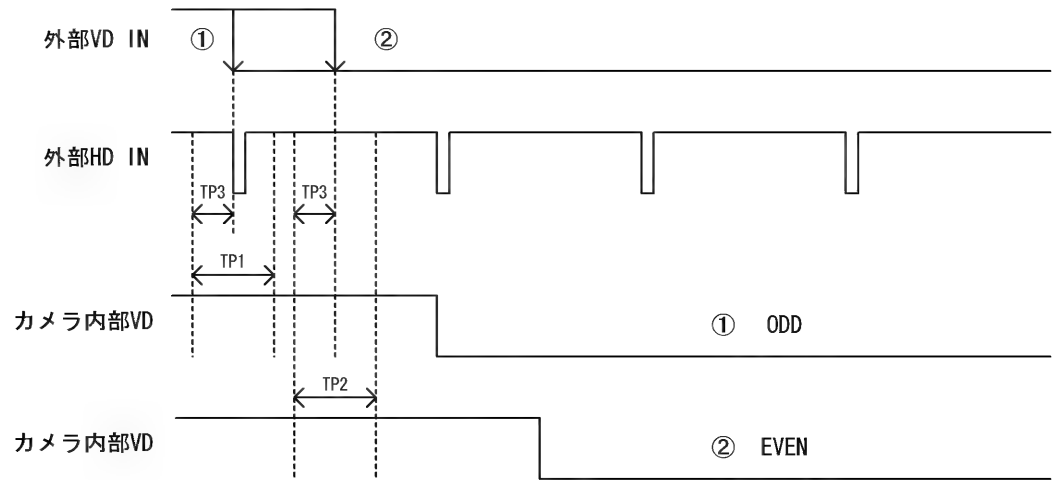 外部VD IN ① ②
外部HD IN
TP3 TP3
TP1
カメラ内部VD ① ODD
TP2
カメラ内部VD ② EVEN